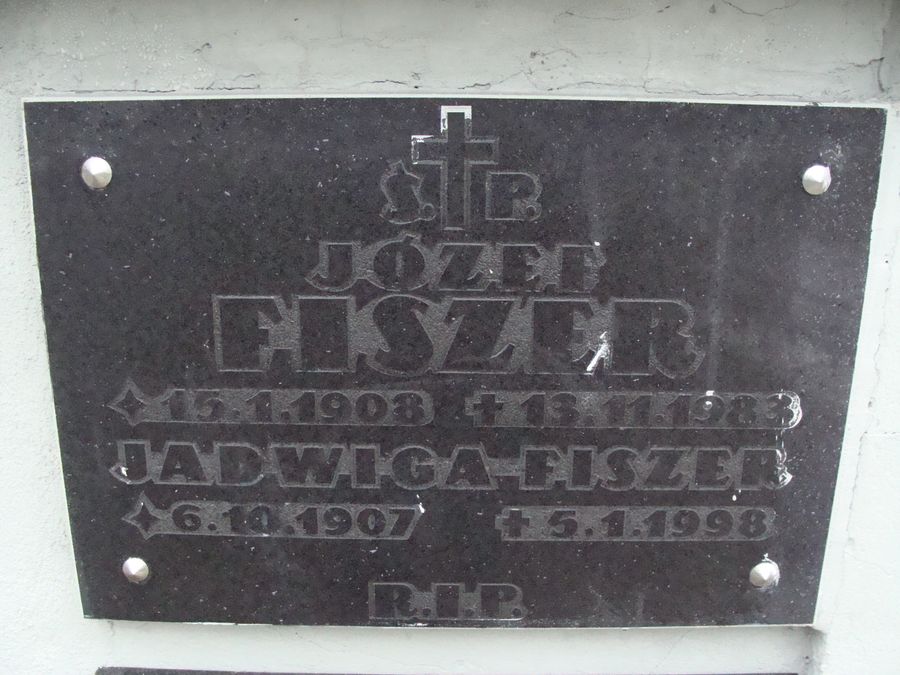 Ś. P.
JÓZEF
FISZER
15.1.1908 13.11.1983
JADWIGA FISZER
6.10.1907 5.1.1998
R.I.P.